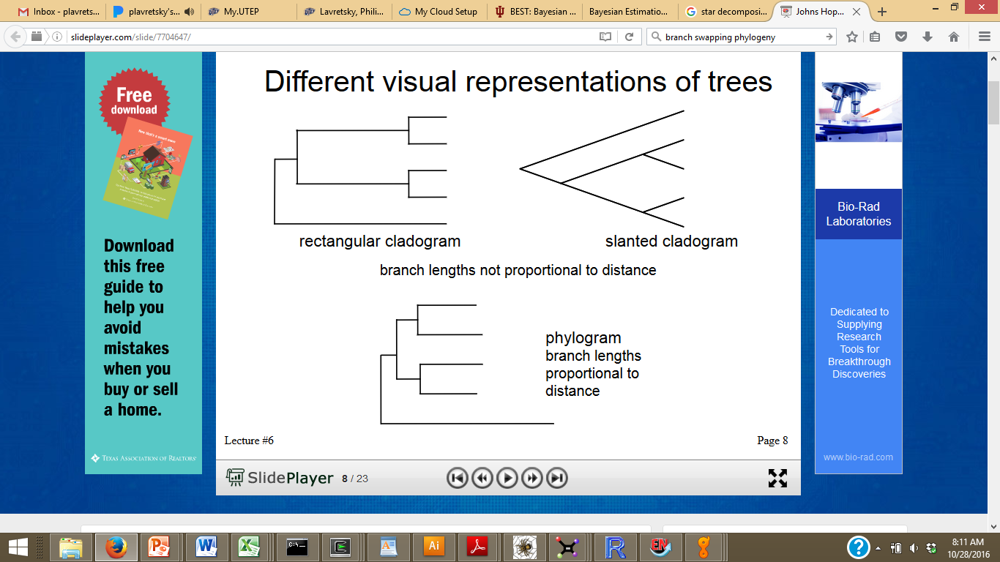 Inbox - plavrets...
plavretsky's...
My.UTEP
Lavretsky, Phili...
My Cloud Setup
BEST: Bayesian ...
Bayesian Estimatio...
star decomposi...
Johns Hop...
slideplayer.com/slide/7704647/
branch swapping phylogeny
Free
download
Download
this free
guide to
help you
avoid
mistakes
when you
buy or sell
a home.
TEXAS ASSOCIATION OF REALTORS
Different visual representations of trees
rectangular cladogram
slanted cladogram
branch lengths not proportional to distance
phylogram
branch lengths
proportional to
distance
Lecture #6
Page 8
SlidePlayer
8 / 23
Bio-Rad
Laboratories
Dedicated to
Supplying
Research
Tools for
Breakthrough
Discoveries
www.bio-rad.com
C:\
Ai
R
EN
8:11 AM
10/28/2016